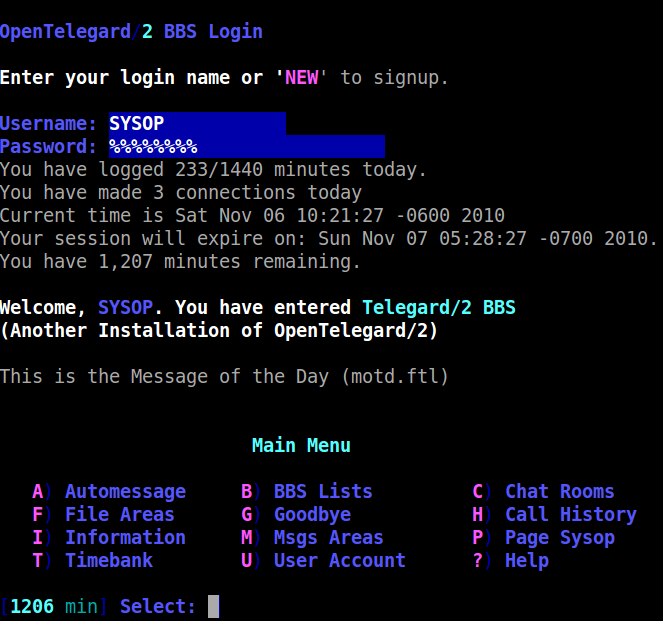 OpenTelegard/2 BBS Login
Enter your login name or 'NEW' to signup.
Username: SYSOP
Password: %%%%%%%%
You have logged 233/1440 minutes today.
You have made 3 connections today
Current time is Sat Nov 06 10:21:27 -0600 2010
Your session will expire on: Sun Nov 07 05:28:27 -0700 2010.
You have 1,207 minutes remaining.
Welcome, SYSOP. You have entered Telegard/2 BBS
(Another Installation of OpenTelegard/2)
This is the Message of the Day (motd.ftl)
Main Menu
A) Automessage B) BBS Lists C) Chat Rooms
F) File Areas G) Goodbye H) Call History
I) Information M) Msgs Areas P) Page Sysop
T) Timebank U) User Account ?) Help
[1206 min] Select: